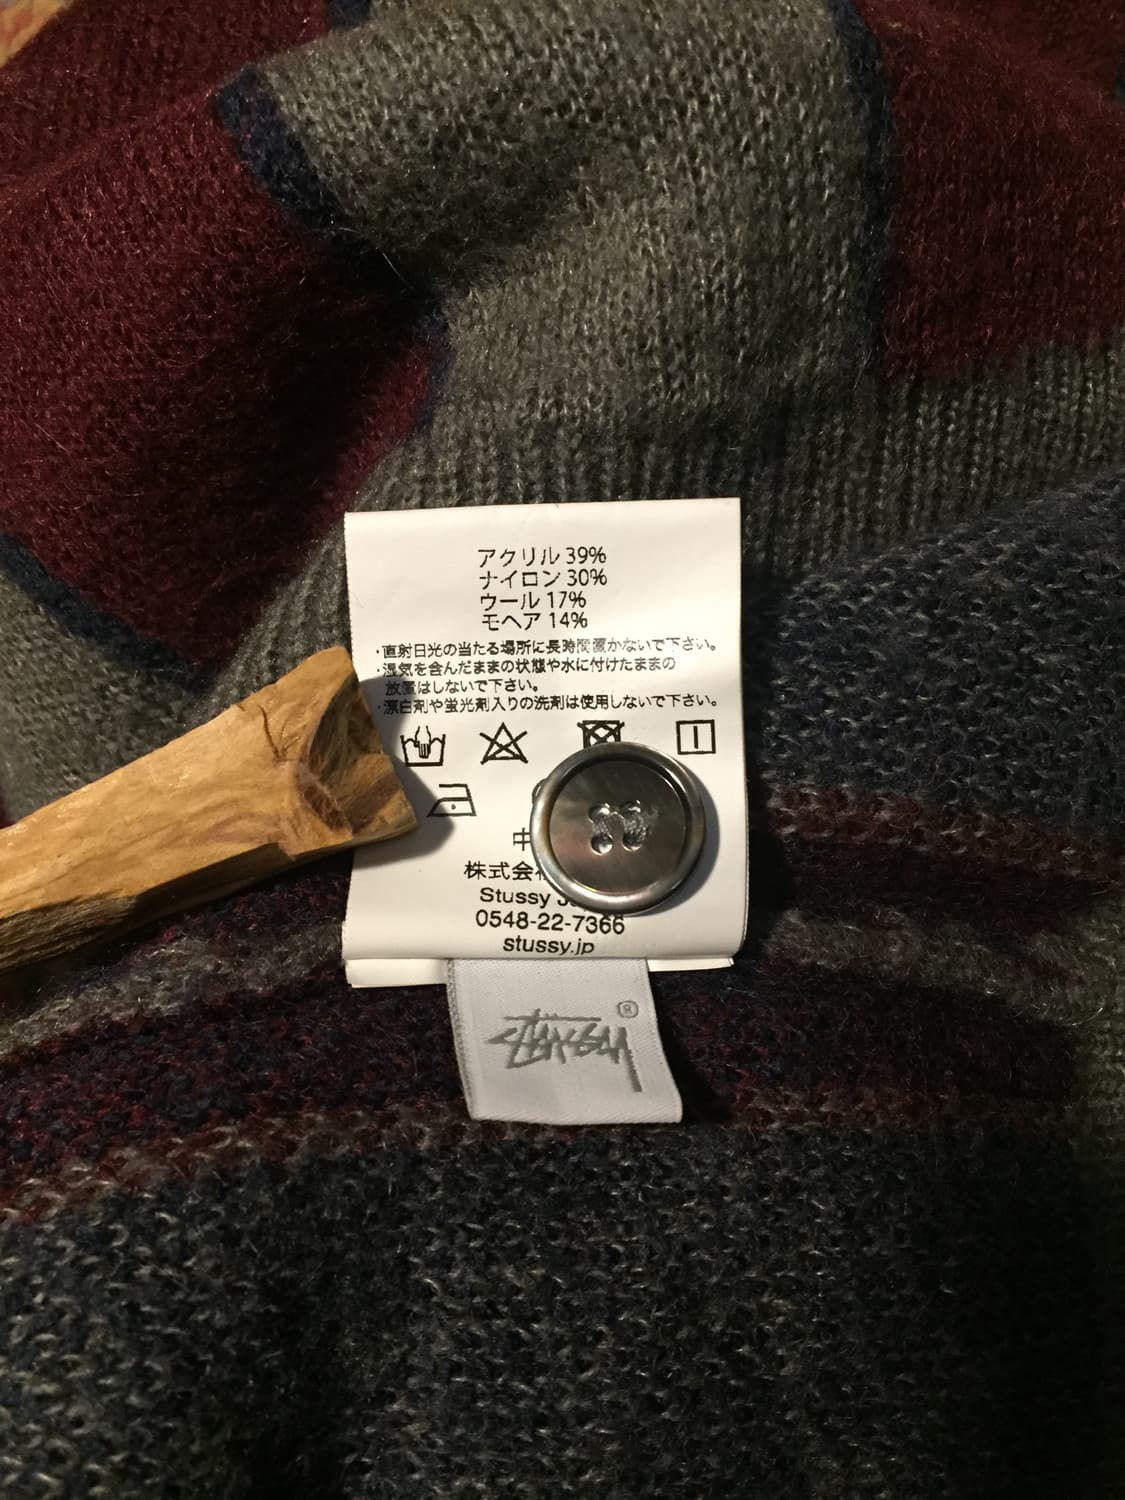 アクリル 39%
ナイロン 30%
ウール 17%
モヘア 14%
・直射日光の当たる場所に長時間置かないで下さい。
・湿気を含んだままの状態や水に付けたままの
放置はしないで下さい。
・漂白剤や蛍光剤入りの洗剤は使用しないで下さい。
株式会
Stussy
0548-22-7366
stussy.jp
STUSSY ®